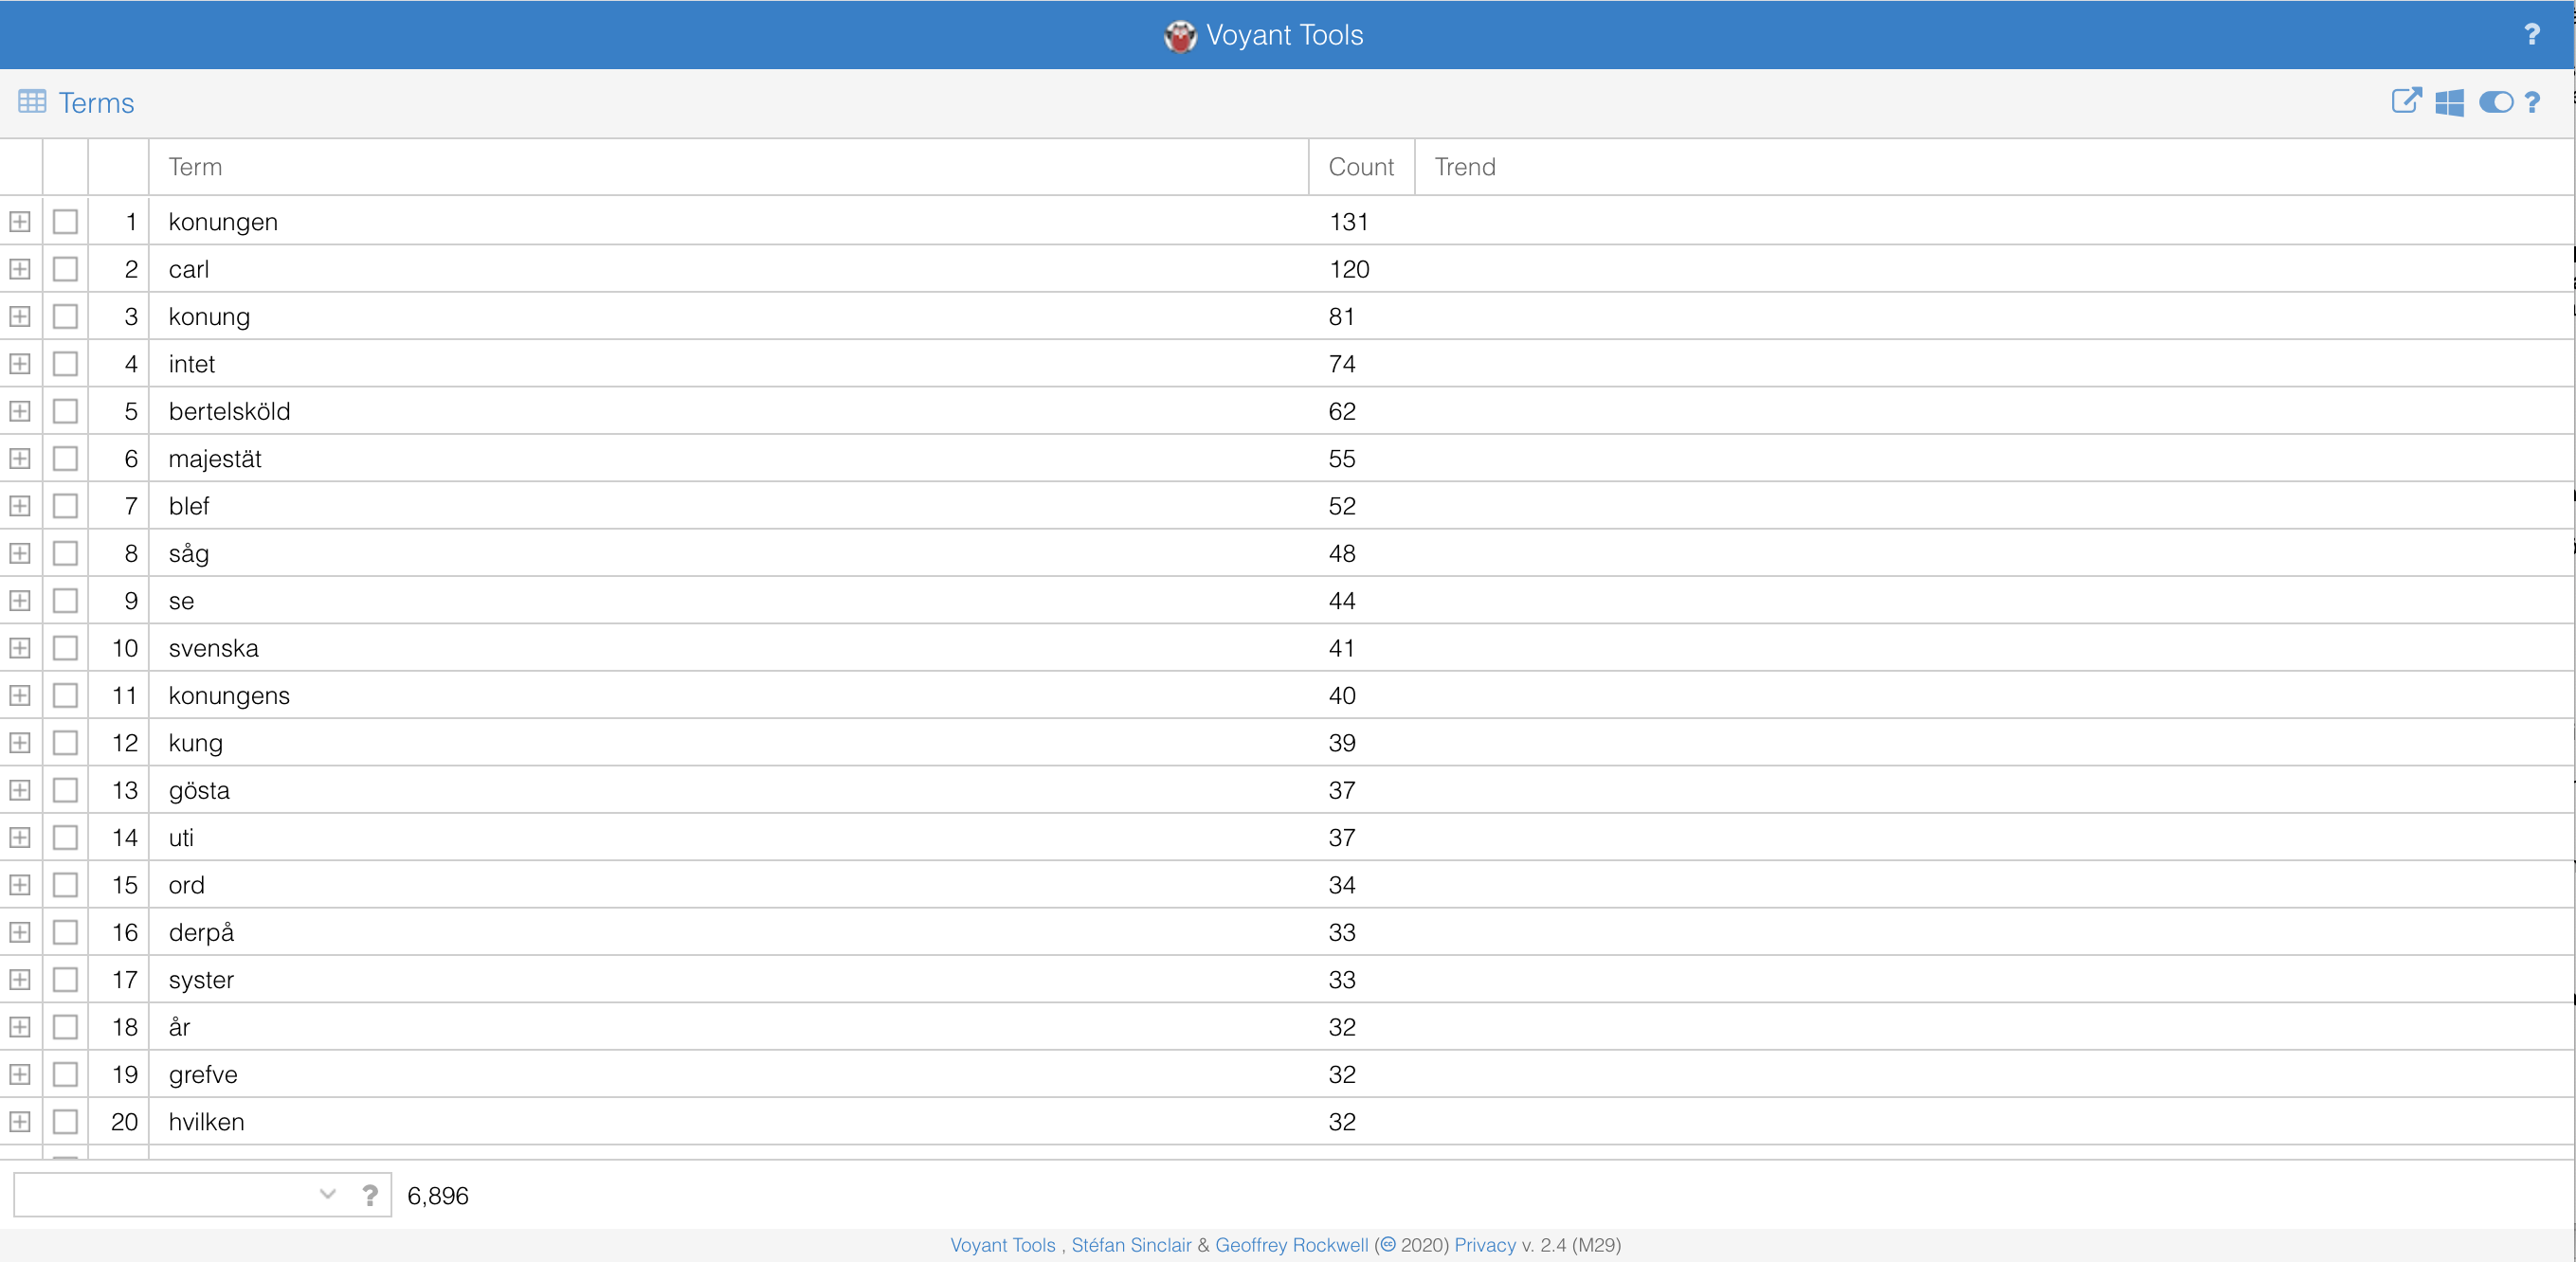 Voyant Tools ?
Terms ?
Term Count Trend
1 konungen 131
2 carl 120
3 konung 81
4 intet 74
5 bertelsköld 62
6 majestät 55
7 blef 52
8 såg 48
9 se 44
10 svenska 41
11 konungens 40
12 kung 39
13 gösta 37
14 uti 37
15 ord 34
16 derpå 33
17 syster 33
18 år 32
19 grefve 32
20 hvilken 32
? 6,896
Voyant Tools , Stéfan Sinclair & Geoffrey Rockwell (🅭 2020) Privacy v. 2.4 (M29)